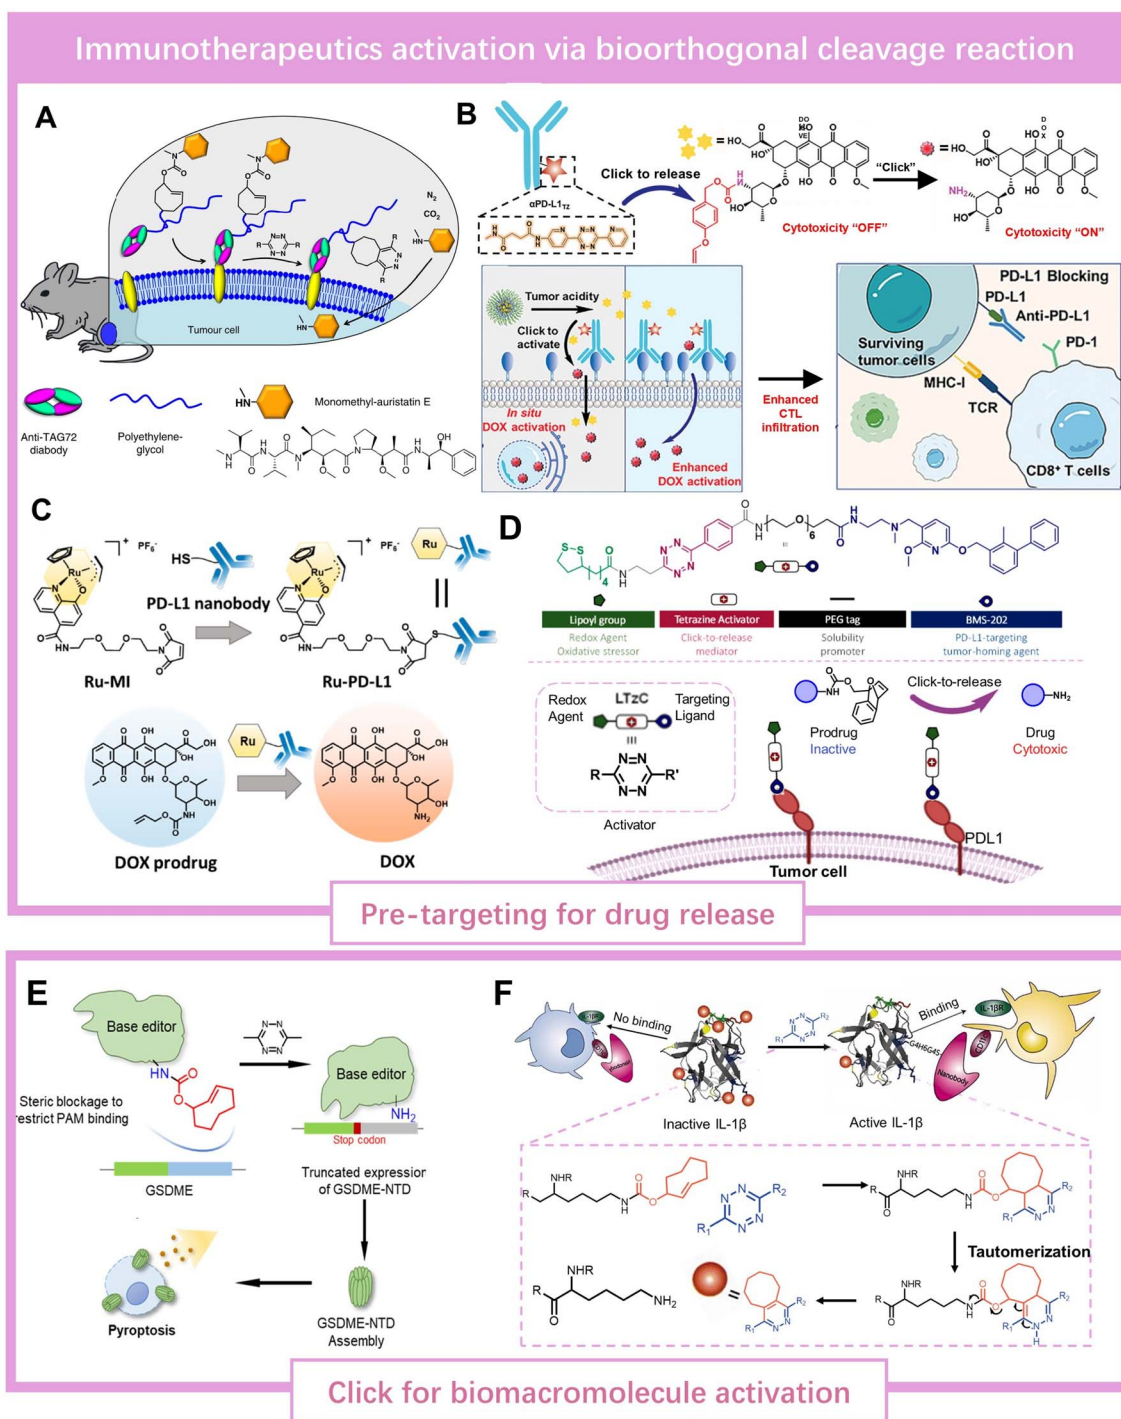 Immunotherapeutics activation via bioorthogonal cleavage reaction
A
N2
CO2
Tumour cell
Anti-TAG72
diabody
Polyethylene-
glycol
Monomethyl-auristatin E
B
αPD-L1TZ
Click to release
"Click"
Cytotoxicity "OFF"
Cytotoxicity "ON"
Tumor acidity
Click to
activate
In situ
DOX activation
Enhanced
DOX activation
Enhanced
CTL
infiltration
PD-L1 Blocking
PD-L1
Anti-PD-L1
PD-1
Surviving
tumor cells
MHC-I
TCR
CD8+ T cells
C
PF6-
HS
PD-L1 nanobody
Ru-MI
PF6-
Ru
Ru-PD-L1
Ru
DOX prodrug
DOX
D
Lipoyl group
Tetrazine Activator
PEG tag
BMS-202
Redox Agent
Oxidative stressor
Click-to-release
mediator
Solubility
promoter
PD-L1-targeting
tumor-homing agent
Redox
Agent
LTzC
Targeting
Ligand
Activator
Click-to-release
Prodrug
Inactive
Drug
Cytotoxic
PDL1
Tumor cell
Pre-targeting for drug release
E
Base editor
Steric blockage to
restrict PAM binding
GSDME
Base editor
NH2
Stop codon
Truncated expression
of GSDME-NTD
GSDME-NTD
Assembly
Pyroptosis
F
IL-1βR
No binding
Inactive IL-1β
Binding
IL-1βR
G4H6G4S
Nanobody
Active IL-1β
Tautomerization
Click for biomacromolecule activation